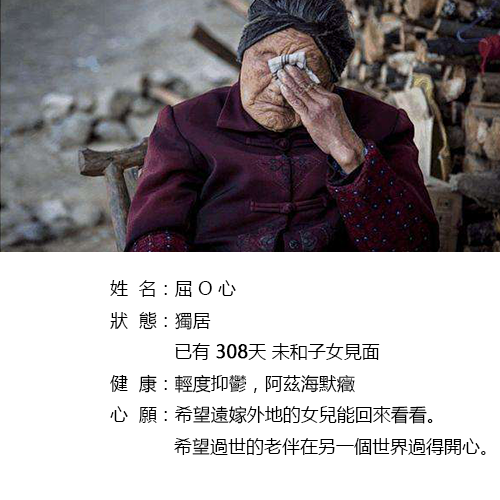 姓 名：屈 O 心
狀 態：獨居
已有 308天 未和子女見面
健 康：輕度抑鬱，阿茲海默癥
心 願：希望遠嫁外地的女兒能回來看看。
希望過世的老伴在另一個世界過得開心。